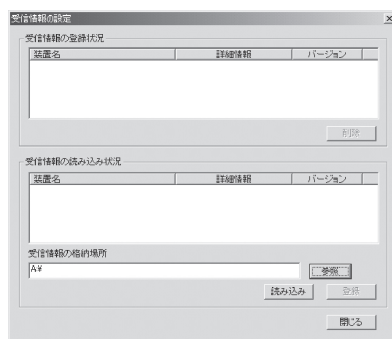 受信情報の設定
受信情報の登録状況
装置名 詳細情報 バージョン
削除
受信情報の読み込み状況
装置名 詳細情報 バージョン
受信情報の格納場所
A¥ 参照
読み込み 登録
閉じる